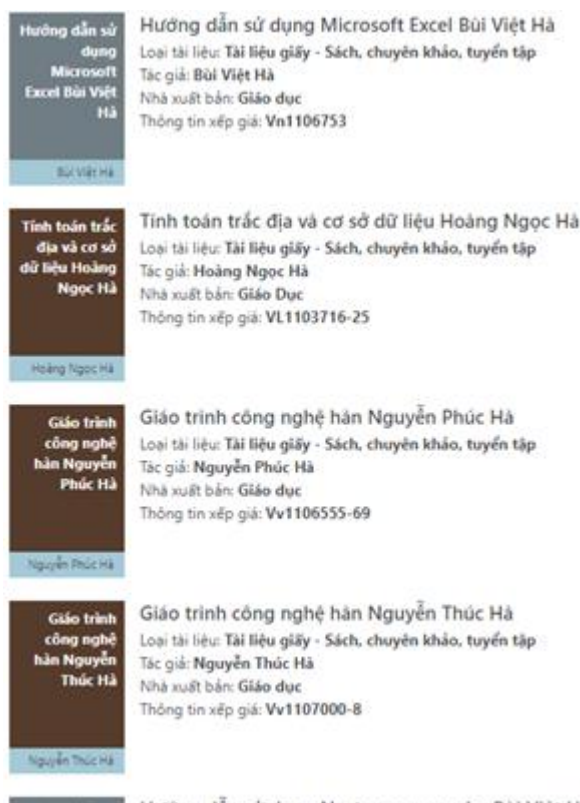 Hướng dẫn sử
dụng
Microsoft
Excel Bùi Việt
Hà
Bùi Việt Hà
Hướng dẫn sử dụng Microsoft Excel Bùi Việt Hà
Loại tài liệu: Tài liệu giấy - Sách, chuyên khảo, tuyển tập
Tác giả: Bùi Việt Hà
Nhà xuất bản: Giáo dục
Thông tin xếp giá: Vn1106753
Tính toán trắc
địa và cơ sở
dữ liệu Hoàng
Ngọc Hà
Hoàng Ngọc Hà
Tính toán trắc địa và cơ sở dữ liệu Hoàng Ngọc Hà
Loại tài liệu: Tài liệu giấy - Sách, chuyên khảo, tuyển tập
Tác giả: Hoàng Ngọc Hà
Nhà xuất bản: Giáo Dục
Thông tin xếp giá: VL1103716-25
Giáo trình
công nghệ
hàn Nguyễn
Phúc Hà
Nguyễn Phúc Hà
Giáo trình công nghệ hàn Nguyễn Phúc Hà
Loại tài liệu: Tài liệu giấy - Sách, chuyên khảo, tuyển tập
Tác giả: Nguyễn Phúc Hà
Nhà xuất bản: Giáo dục
Thông tin xếp giá: Vv1106555-69
Giáo trình
công nghệ
hàn Nguyễn
Thúc Hà
Nguyễn Thúc Hà
Giáo trình công nghệ hàn Nguyễn Thúc Hà
Loại tài liệu: Tài liệu giấy - Sách, chuyên khảo, tuyển tập
Tác giả: Nguyễn Thúc Hà
Nhà xuất bản: Giáo dục
Thông tin xếp giá: Vv1107000-8